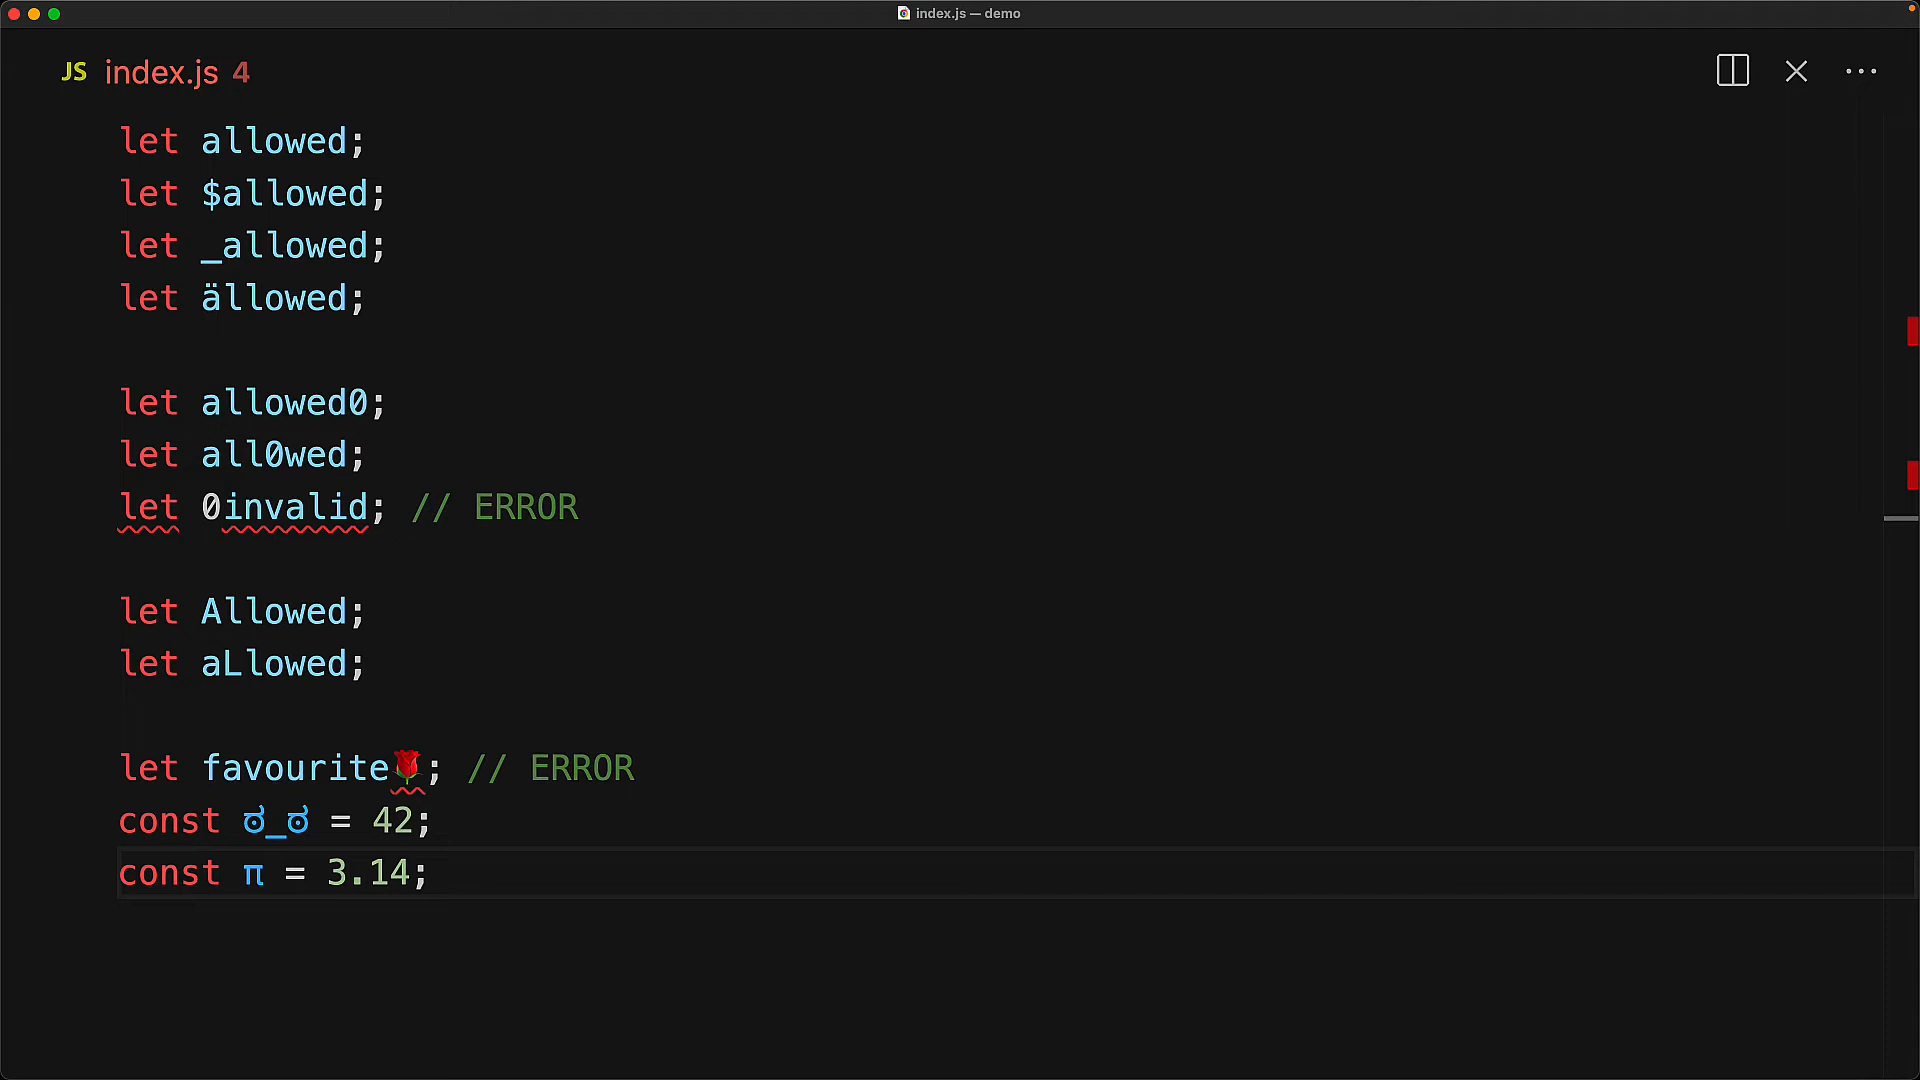 index.js — demo
JS index.js 4
let allowed;
let $allowed;
let _allowed;
let ällowed;
let allowed0;
let all0wed;
let 0invalid; // ERROR
let Allowed;
let aLlowed;
let favourite🌹; // ERROR
const ಠ_ಠ = 42;
const π = 3.14;